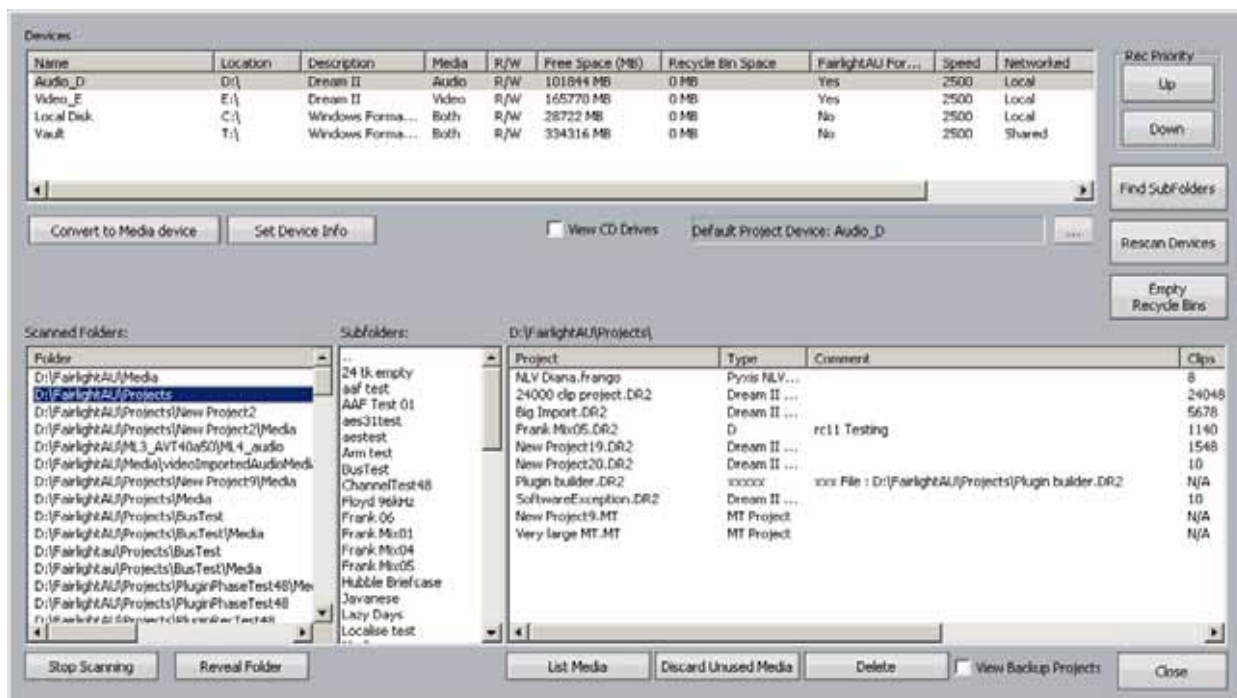 Devices
Name Location Description Media R/W Free Space (MB) Recycle Bin Space FairlightAU For... Speed Networked
Audio_D D:\ Dream II Audio R/W 101844 MB 0 MB Yes 2500 Local
Video_E E:\ Dream II Video R/W 165770 MB 0 MB Yes 2500 Local
Local Disk C:\ Windows Forma... Both R/W 28722 MB 0 MB No 2500 Local
Vault T:\ Windows Forma... Both R/W 334316 MB 0 MB No 2500 Shared
Rec Priority
Up
Down
Find SubFolders
Rescan Devices
Empty
Recycle Bins
Convert to Media device Set Device Info View CD Drives Default Project Device: Audio_D ...
Scanned Folders:
Folder
D:\FairlightAU\Media
D:\FairlightAU\Projects
D:\FairlightAU\Projects\New Project2
D:\FairlightAU\Projects\New Project2\Media
D:\FairlightAU\ML3_AVT40a50\ML4_audio
D:\FairlightAU\Media\videoImportedAudioMedi
D:\FairlightAU\Projects\New Project9\Media
D:\FairlightAU\Projects\Media
D:\FairlightAU\Projects\BusTest
D:\FairlightAU\Projects\BusTest\Media
D:\Fairlightau\Projects\BusTest
D:\Fairlightau\Projects\BusTest\Media
D:\FairlightAU\Projects\PluginPhaseTest48\Me
D:\FairlightAU\Projects\PluginPhaseTest48
D:\FairlightAU\Projects\PluginRecTest48
Subfolders:
..
24 tk empty
aaf test
AAF Test 01
aes31test
aestest
Arm test
BusTest
ChannelTest48
Floyd 96kHz
Frank 06
Frank Mix01
Frank Mix04
Frank Mix05
Hubble Briefcase
Javanese
Lazy Days
Localise test
D:\FairlightAU\Projects\
Project Type Comment Clips
NLV Diana.frango Pyxis NLV... 8
24000 clip project.DR2 Dream II ... 24048
Big Import.DR2 Dream II ... 5678
Frank Mix05.DR2 D rc11 Testing 1140
New Project19.DR2 Dream II ... 1548
New Project20.DR2 Dream II ... 10
Plugin builder.DR2 xxxxx xxx File : D:\FairlightAU\Projects\Plugin builder.DR2 N/A
SoftwareException.DR2 Dream II ... 10
New Project9.MT MT Project N/A
Very large MT.MT MT Project N/A
Stop Scanning Reveal Folder List Media Discard Unused Media Delete View Backup Projects Close